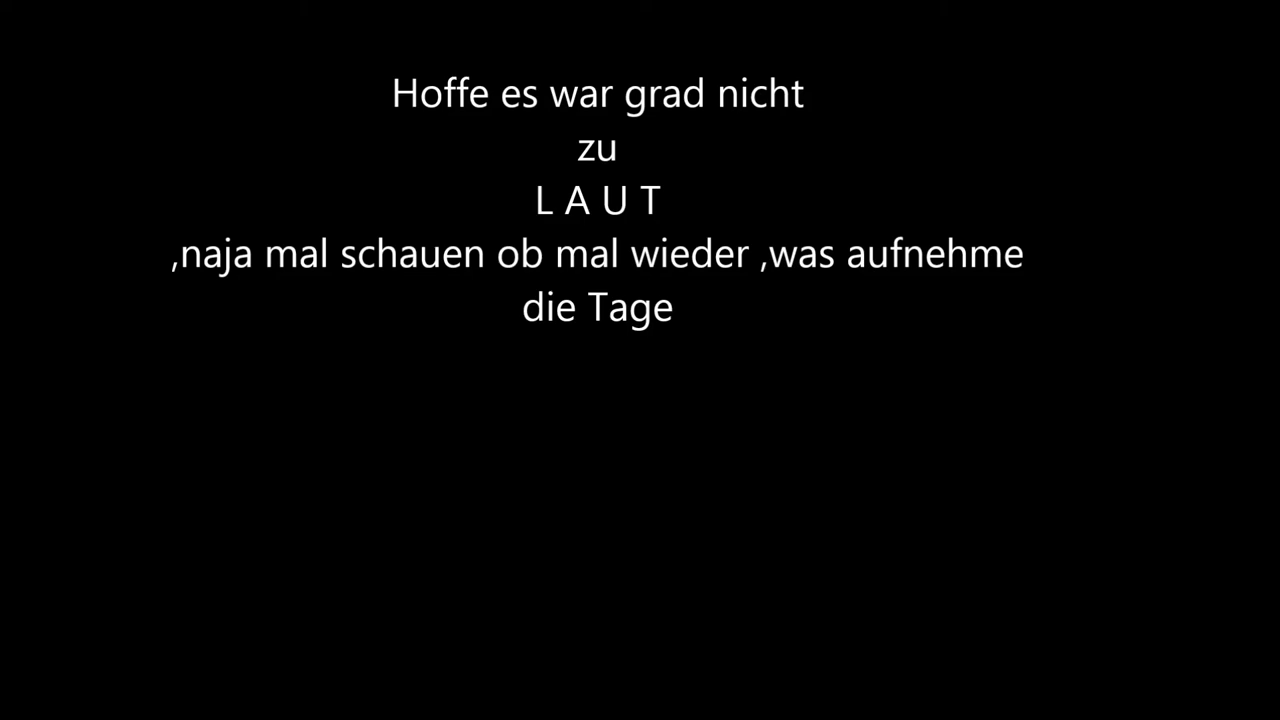 Hoffe es war grad nicht
zu
L A U T
,naja mal schauen ob mal wieder ,was aufnehme
die Tage